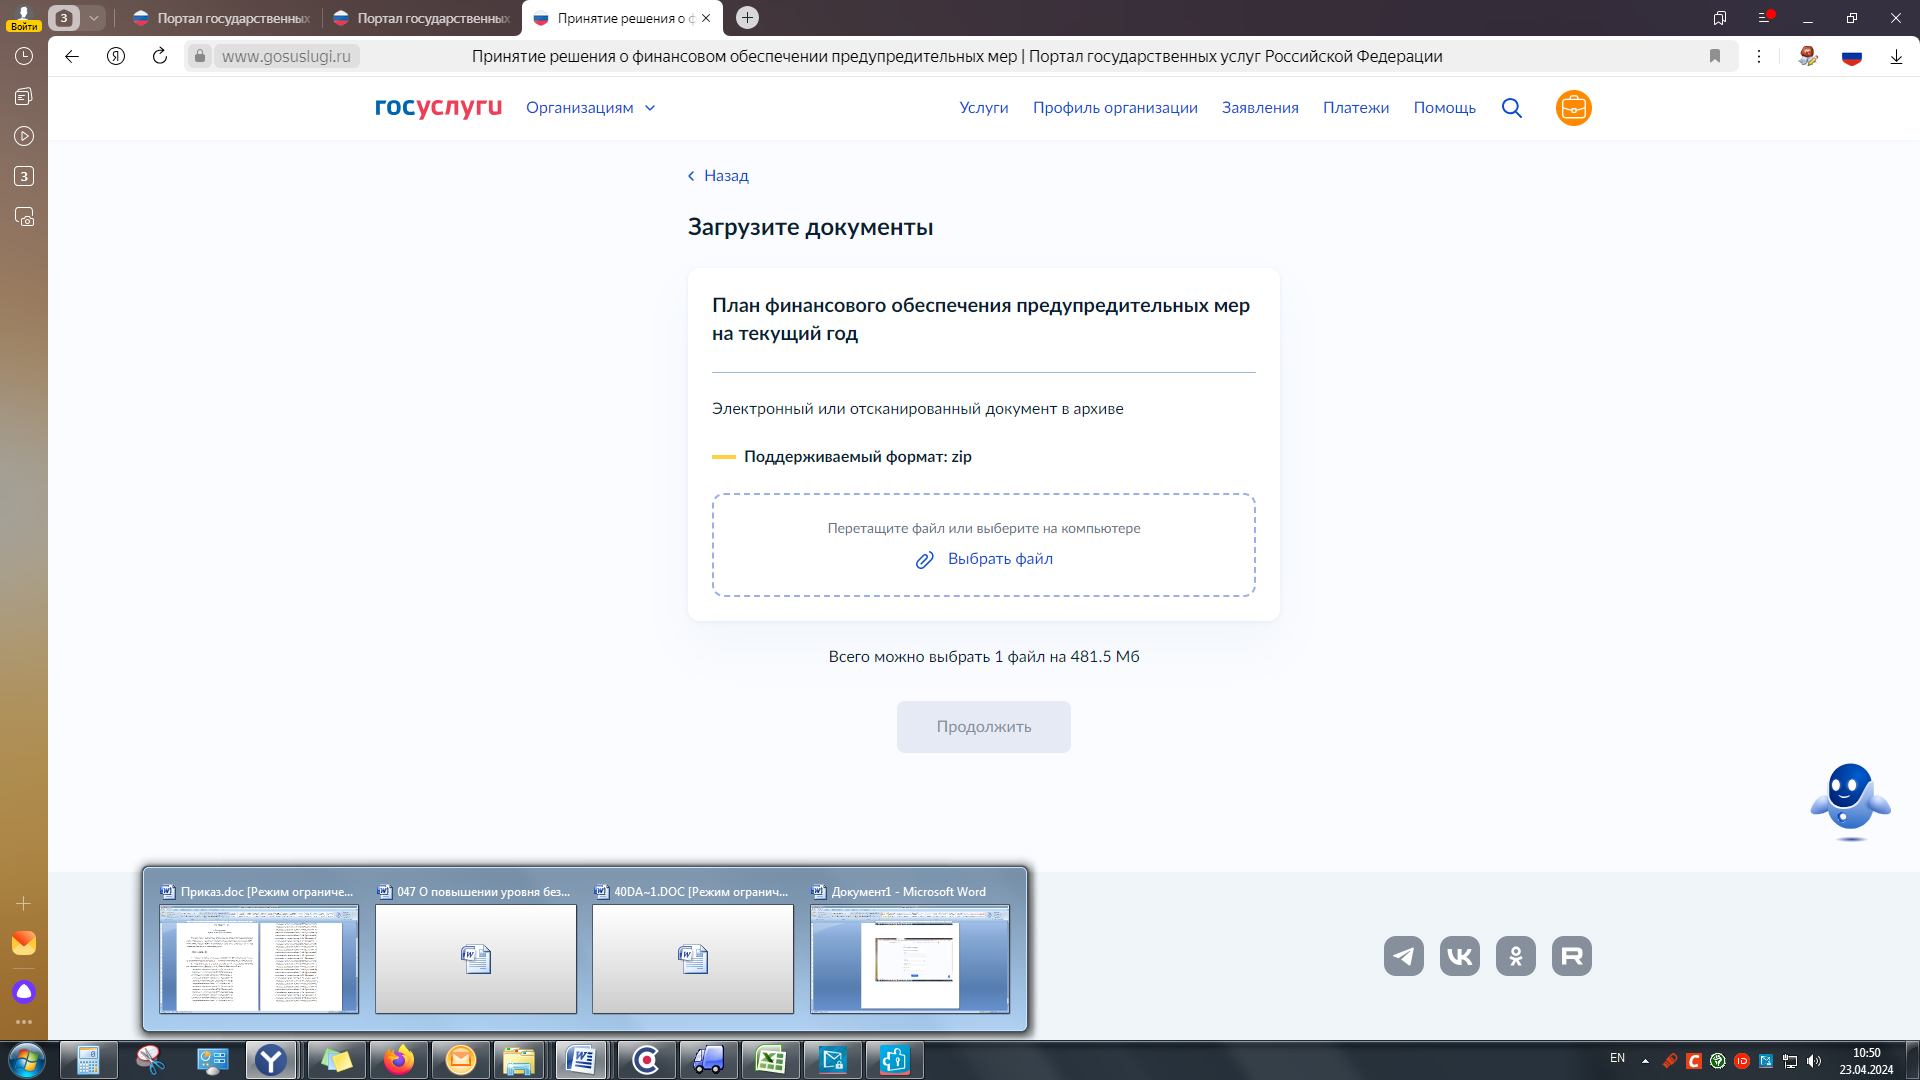 Войти
3
Портал государственных
Портал государственных
Принятие решения о ф
www.gosuslugi.ru
Принятие решения о финансовом обеспечении предупредительных мер | Портал государственных услуг Российской Федерации
3
госуслуги
Организациям
Услуги
Профиль организации
Заявления
Платежи
Помощь
Назад
Загрузите документы
План финансового обеспечения предупредительных мер
на текущий год
Электронный или отсканированный документ в архиве
Поддерживаемый формат: zip
Перетащите файл или выберите на компьютере
Выбрать файл
Всего можно выбрать 1 файл на 481.5 Мб
Продолжить
Приказ.doc [Режим ограниче...
047 О повышении уровня без...
40DA~1.DOC [Режим огранич...
Документ1 - Microsoft Word
EN
10:50
23.04.2024